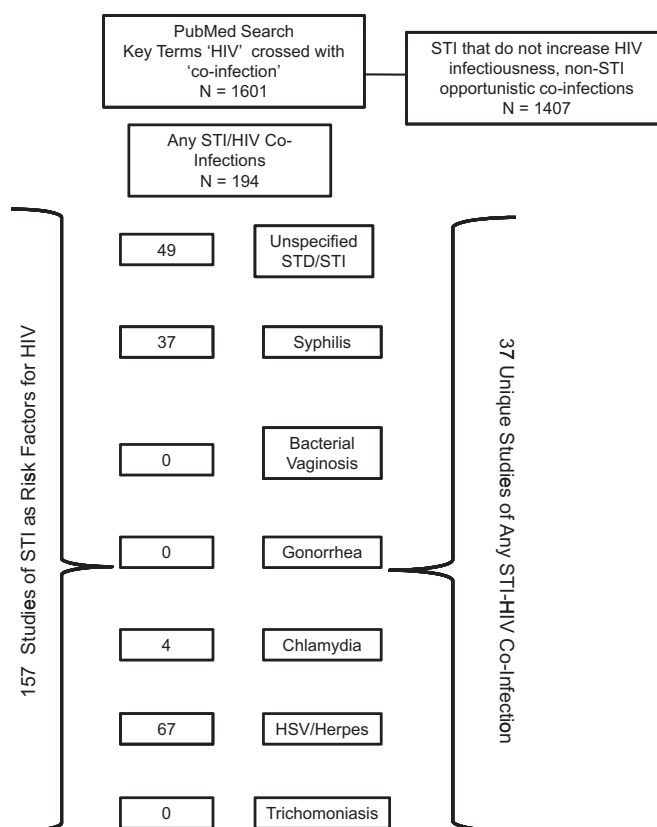 PubMed Search
Key Terms ‘HIV’ crossed with
‘co-infection’
N = 1601
STI that do not increase HIV
infectiousness, non-STI
opportunistic co-infections
N = 1407
Any STI/HIV Co-
Infections
N = 194
157 Studies of STI as Risk Factors for HIV
49
Unspecified
STD/STI
37
Syphilis
0
Bacterial
Vaginosis
0
Gonorrhea
4
Chlamydia
67
HSV/Herpes
0
Trichomoniasis
37 Unique Studies of Any STI-HIV Co-Infection